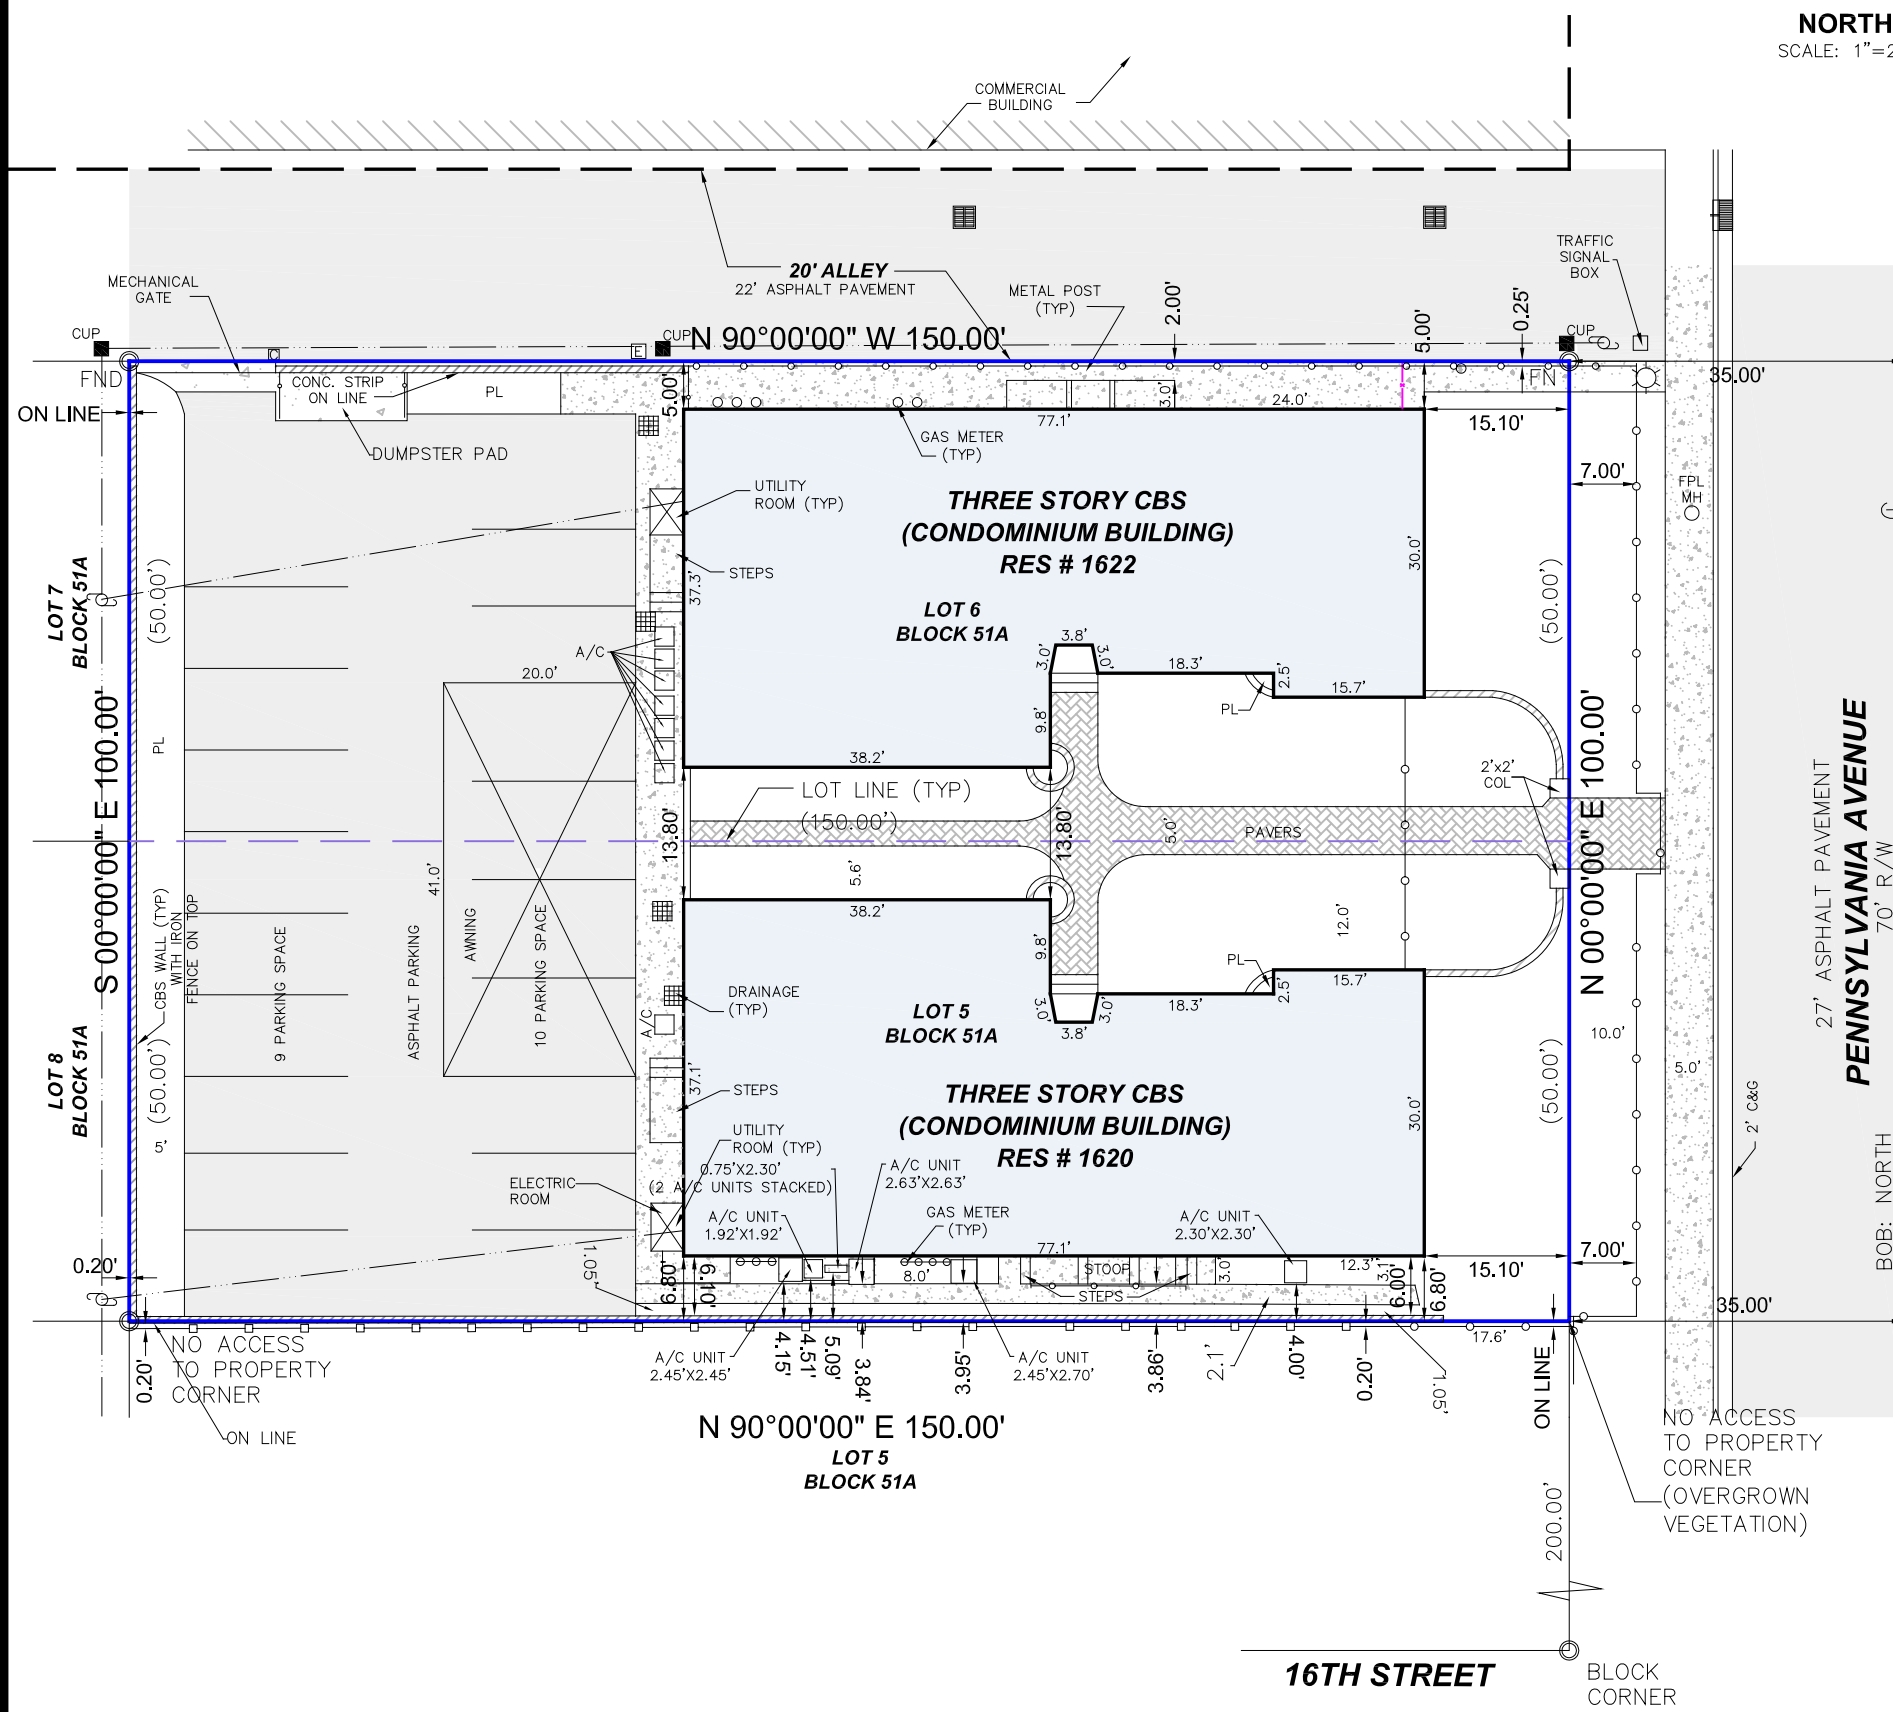 NORTH
SCALE: 1"=2
COMMERCIAL
BUILDING
TRAFFIC
SIGNAL
BOX
MECHANICAL
GATE
20' ALLEY
22' ASPHALT PAVEMENT
METAL POST
(TYP)
2.00'
5.00'
0.25'
CUP
E
CUP
N 90°00'00" W 150.00'
CUP
C
FND
CONC. STRIP
ON LINE
PL
5.00'
3.0'
24.0'
FN
35.00'
ON LINE
77.1'
15.10'
DUMPSTER PAD
GAS METER
(TYP)
7.00'
UTILITY
ROOM (TYP)
THREE STORY CBS
(CONDOMINIUM BUILDING)
RES # 1622
FPL
MH
30.0'
STEPS
37.3'
LOT 7
BLOCK 51A
(50.00')
(50.00')
LOT 6
BLOCK 51A
3.8'
3.0'
3.0'
A/C
18.3'
2.5'
15.7'
20.0'
PL
9.8'
S 00°00'00" E 100.00'
PL
N 00°00'00" E 100.00'
38.2'
2'x2'
COL
LOT LINE (TYP)
(150.00')
13.80'
13.80'
5.0'
PAVERS
27' ASPHALT PAVEMENT
PENNSYLVANIA AVENUE
70' R/W
41.0'
5.6'
38.2'
12.0'
CBS WALL (TYP)
WITH IRON
FENCE ON TOP
9 PARKING SPACE
ASPHALT PARKING
AWNING
10 PARKING SPACE
9.8'
PL
2.5'
15.7'
DRAINAGE
(TYP)
A/C
LOT 5
BLOCK 51A
3.0'
3.8'
3.0'
18.3'
10.0'
5.0'
2' C&G
LOT 8
BLOCK 51A
(50.00')
5'
(50.00')
37.1'
STEPS
THREE STORY CBS
(CONDOMINIUM BUILDING)
RES # 1620
30.0'
UTILITY
ROOM (TYP)
0.75'X2.30'
(2 A/C UNITS STACKED)
A/C UNIT
2.63'X2.63'
ELECTRIC
ROOM
A/C UNIT
1.92'X1.92'
GAS METER
(TYP)
A/C UNIT
2.30'X2.30'
BOB: NORTH
77.1'
7.00'
0.20'
1.05'
6.80'
6.10'
8.0'
STOOP
STEPS
3.0'
12.3'
3.1'
6.00'
6.80'
15.10'
35.00'
17.6'
NO ACCESS
TO PROPERTY
CORNER
0.20'
A/C UNIT
2.45'X2.45'
4.15'
4.51'
5.09'
3.84'
3.95'
A/C UNIT
2.45'X2.70'
3.86'
2.1'
4.00'
0.20'
1.05'
ON LINE
ON LINE
N 90°00'00" E 150.00'
LOT 5
BLOCK 51A
NO ACCESS
TO PROPERTY
CORNER
(OVERGROWN
VEGETATION)
200.00'
16TH STREET
BLOCK
CORNER